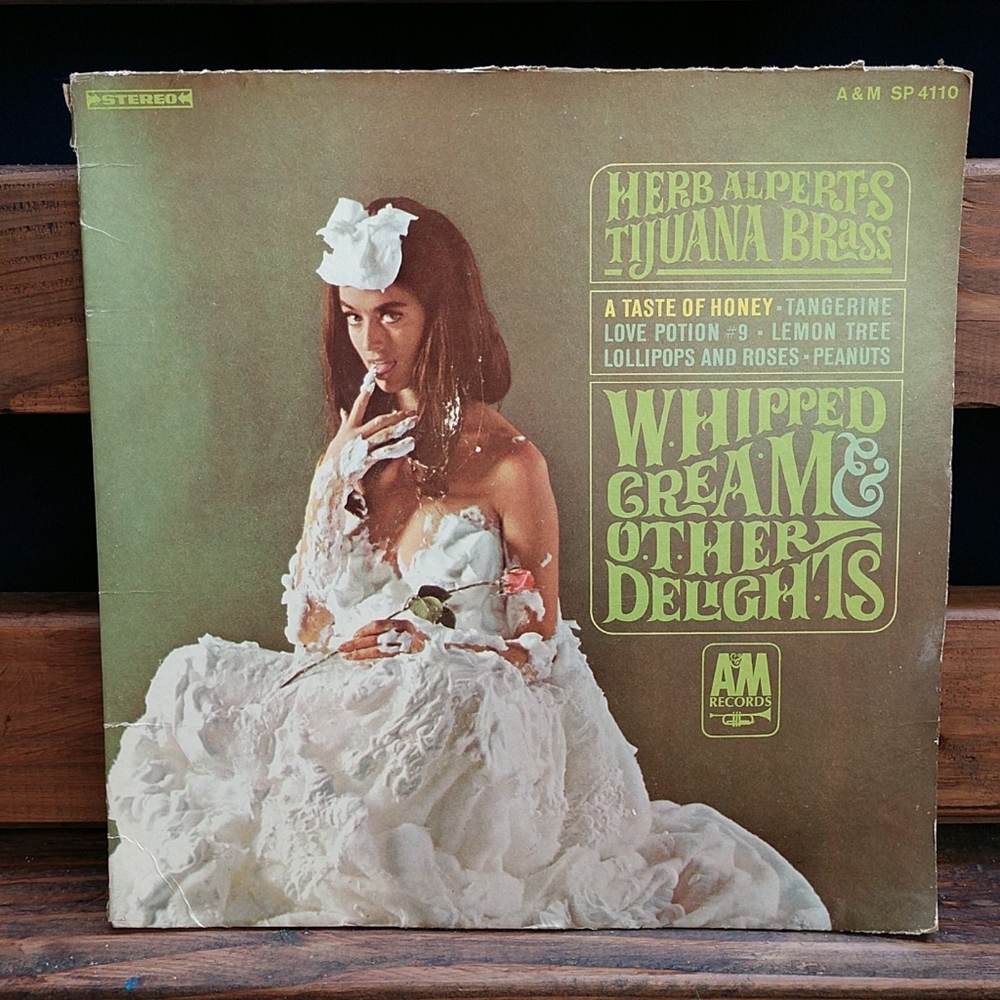 STEREO
A & M SP 4110
HERB ALPERT'S
TIJUANA BRASS
A TASTE OF HONEY • TANGERINE
LOVE POTION #9 • LEMON TREE
LOLLIPOPS AND ROSES • PEANUTS
WHIPPED
CREAM &
OTHER
DELIGHTS
A&M
RECORDS